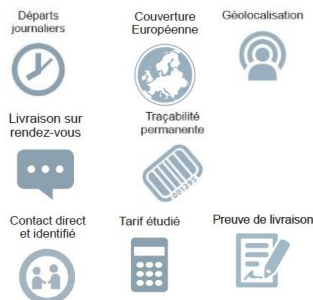 Départs
journaliers
Couverture
Européenne
Géolocalisation
Livraison sur
rendez-vous
Traçabilité
permanente
001295
Contact direct
et identifié
Tarif étudié
Preuve de livraison